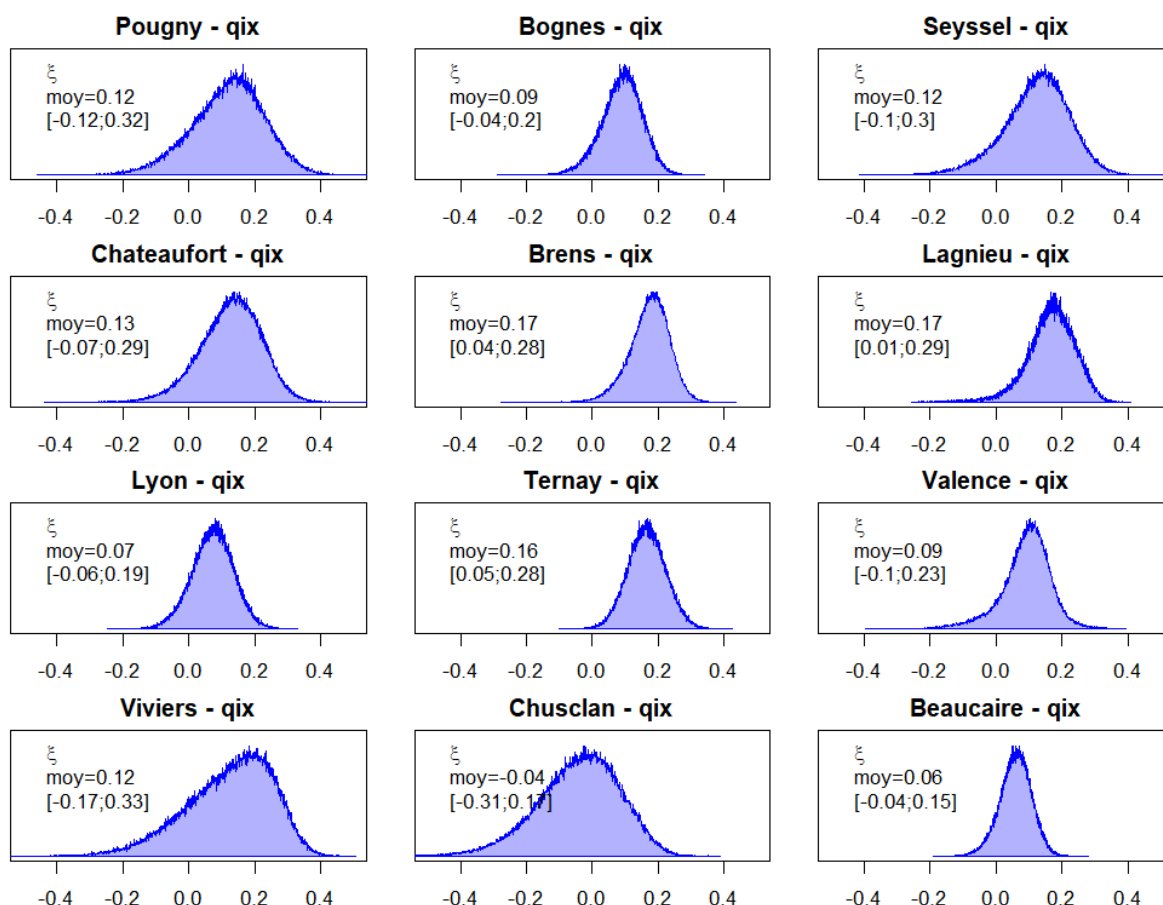 Pougny - qix
ξ
moy=0.12
[-0.12;0.32]
-0.4 -0.2 0.0 0.2 0.4
Bognes - qix
ξ
moy=0.09
[-0.04;0.2]
-0.4 -0.2 0.0 0.2 0.4
Seyssel - qix
ξ
moy=0.12
[-0.1;0.3]
-0.4 -0.2 0.0 0.2 0.4
Chateaufort - qix
ξ
moy=0.13
[-0.07;0.29]
-0.4 -0.2 0.0 0.2 0.4
Brens - qix
ξ
moy=0.17
[0.04;0.28]
-0.4 -0.2 0.0 0.2 0.4
Lagnieu - qix
ξ
moy=0.17
[0.01;0.29]
-0.4 -0.2 0.0 0.2 0.4
Lyon - qix
ξ
moy=0.07
[-0.06;0.19]
-0.4 -0.2 0.0 0.2 0.4
Ternay - qix
ξ
moy=0.16
[0.05;0.28]
-0.4 -0.2 0.0 0.2 0.4
Valence - qix
ξ
moy=0.09
[-0.1;0.23]
-0.4 -0.2 0.0 0.2 0.4
Viviers - qix
ξ
moy=0.12
[-0.17;0.33]
-0.4 -0.2 0.0 0.2 0.4
Chusclan - qix
ξ
moy=-0.04
[-0.31;0.17]
-0.4 -0.2 0.0 0.2 0.4
Beaucaire - qix
ξ
moy=0.06
[-0.04;0.15]
-0.4 -0.2 0.0 0.2 0.4